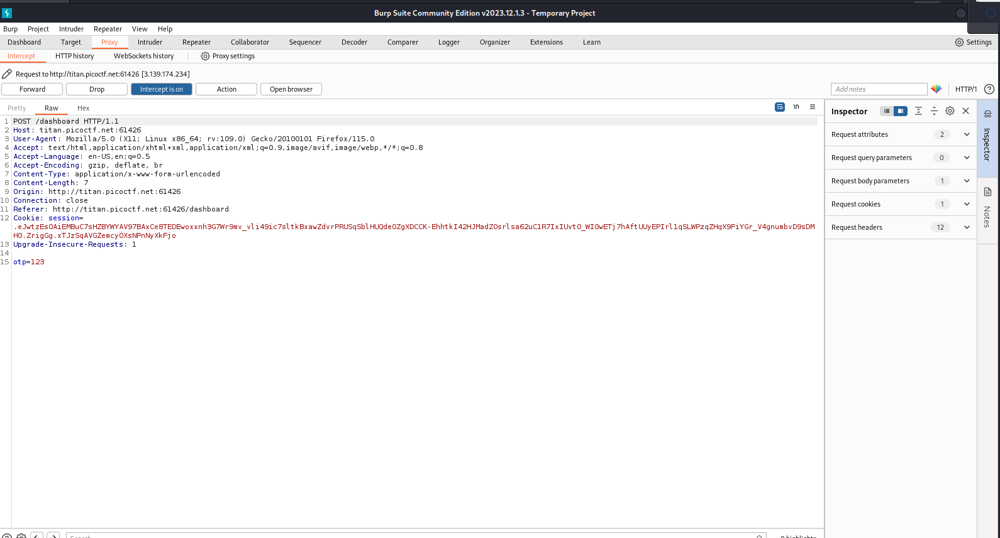 Burp Suite Community Edition v2023.12.1.3 - Temporary Project
Burp Project Intruder Repeater View Help
Dashboard Target Proxy Intruder Repeater Collaborator Sequencer Decoder Comparer Logger Organizer Extensions Learn Settings
Intercept HTTP history WebSockets history Proxy settings
Request to http://titan.picoctf.net:61426 [3.139.174.234]
Forward Drop Intercept is on Action Open browser Add notes HTTP/1
Pretty Raw Hex \n
Inspector
1 POST /dashboard HTTP/1.1
2 Host: titan.picoctf.net:61426
3 User-Agent: Mozilla/5.0 (X11; Linux x86_64; rv:109.0) Gecko/20100101 Firefox/115.0
4 Accept: text/html,application/xhtml+xml,application/xml;q=0.9,image/avif,image/webp,*/*;q=0.8
5 Accept-Language: en-US,en;q=0.5
6 Accept-Encoding: gzip, deflate, br
7 Content-Type: application/x-www-form-urlencoded
8 Content-Length: 7
9 Origin: http://titan.picoctf.net:61426
10 Connection: close
11 Referer: http://titan.picoctf.net:61426/dashboard
12 Cookie: session=
.eJwtzEsOAiEMBuC7sHZBYWYAV97BAxCe8TEDEwoxxnh3G7Wr9mv_vli49ic7sltkBxawZdvrPRUSqSblHUQdeOZgXDCCK-EhhtkI42HJMadZOsrlsa62uClR7IxIUvtO_WI0wETj7hAftUUyEPIrl1qSLWPzqZHqX9FiYGr_V4gnumbvD9sDM
H0.ZrigGg.xTJzSqAVGZemcyOXsNPnNyXkFjo
13 Upgrade-Insecure-Requests: 1
14
15 otp=123
Request attributes 2
Request query parameters 0
Request body parameters 1
Request cookies 1
Request headers 12
Inspector
Notes
Search
0 highlights